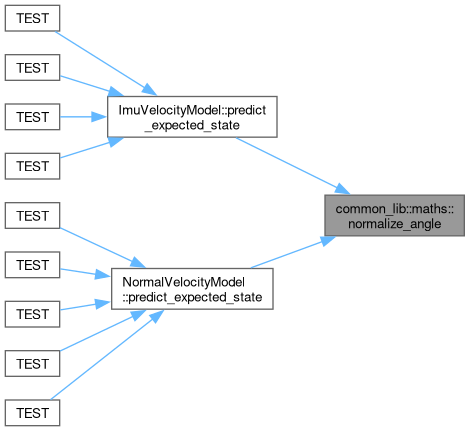 TEST
TEST
TEST
TEST
ImuVelocityModel::predict
_expected_state
common_lib::maths::
normalize_angle
TEST
TEST
NormalVelocityModel
::predict_expected_state
TEST
TEST
TEST